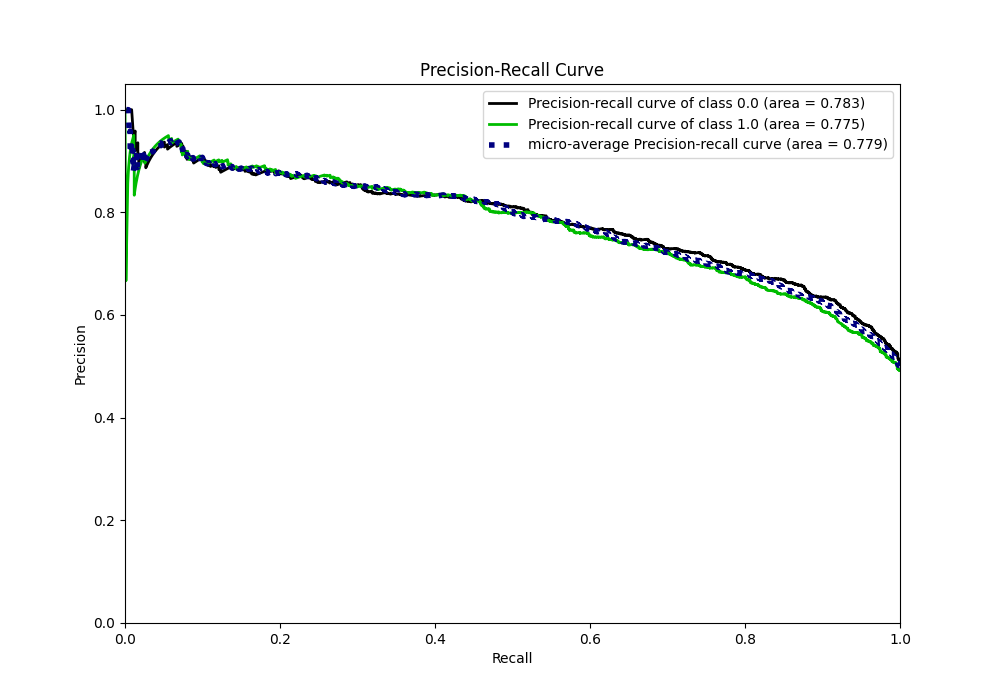 Precision-Recall Curve
Precision-recall curve of class 0.0 (area = 0.783)
Precision-recall curve of class 1.0 (area = 0.775)
micro-average Precision-recall curve (area = 0.779)
1.0
0.8
0.6
0.4
0.2
0.0
Precision
0.0 0.2 0.4 0.6 0.8 1.0
Recall